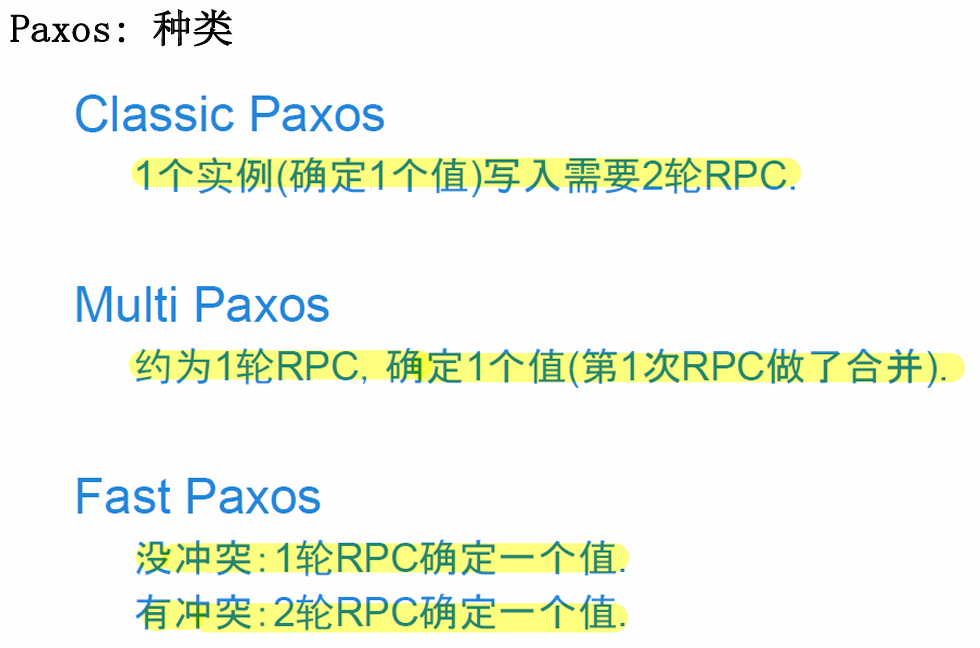 Paxos: 种类
Classic Paxos
1个实例(确定1个值)写入需要2轮RPC.
Multi Paxos
约为1轮RPC, 确定1个值(第1次RPC做了合并).
Fast Paxos
没冲突:1轮RPC确定一个值.
有冲突:2轮RPC确定一个值.